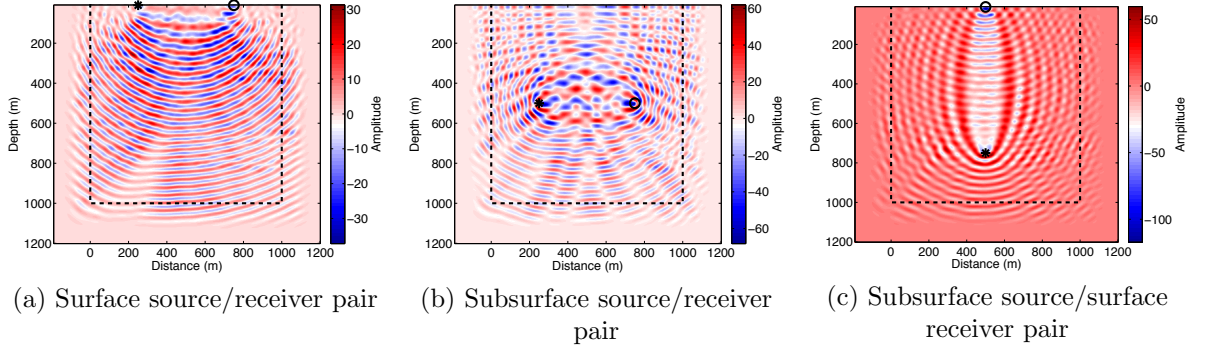 30
20
10
0
−10
−20
−30
Amplitude
200
400
600
800
1000
1200
Depth (m)
0 200 400 600 800 1000 1200
Distance (m)
(a) Surface source/receiver pair
60
40
20
0
−20
−40
−60
Amplitude
200
400
600
800
1000
1200
Depth (m)
0 200 400 600 800 1000 1200
Distance (m)
(b) Subsurface source/receiver
pair
50
0
−50
−100
Amplitude
200
400
600
800
1000
1200
Depth (m)
0 200 400 600 800 1000 1200
Distance (m)
(c) Subsurface source/surface
receiver pair